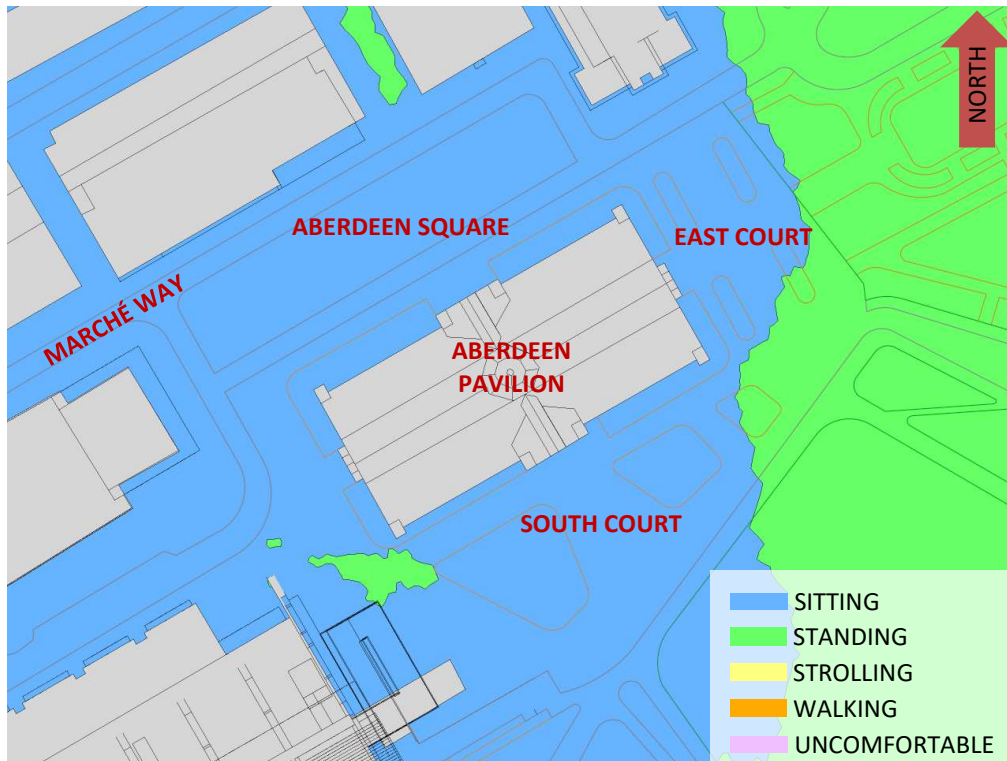 NORTH
ABERDEEN SQUARE
EAST COURT
MARCHÉ WAY
ABERDEEN
PAVILION
SOUTH COURT
SITTING
STANDING
STROLLING
WALKING
UNCOMFORTABLE